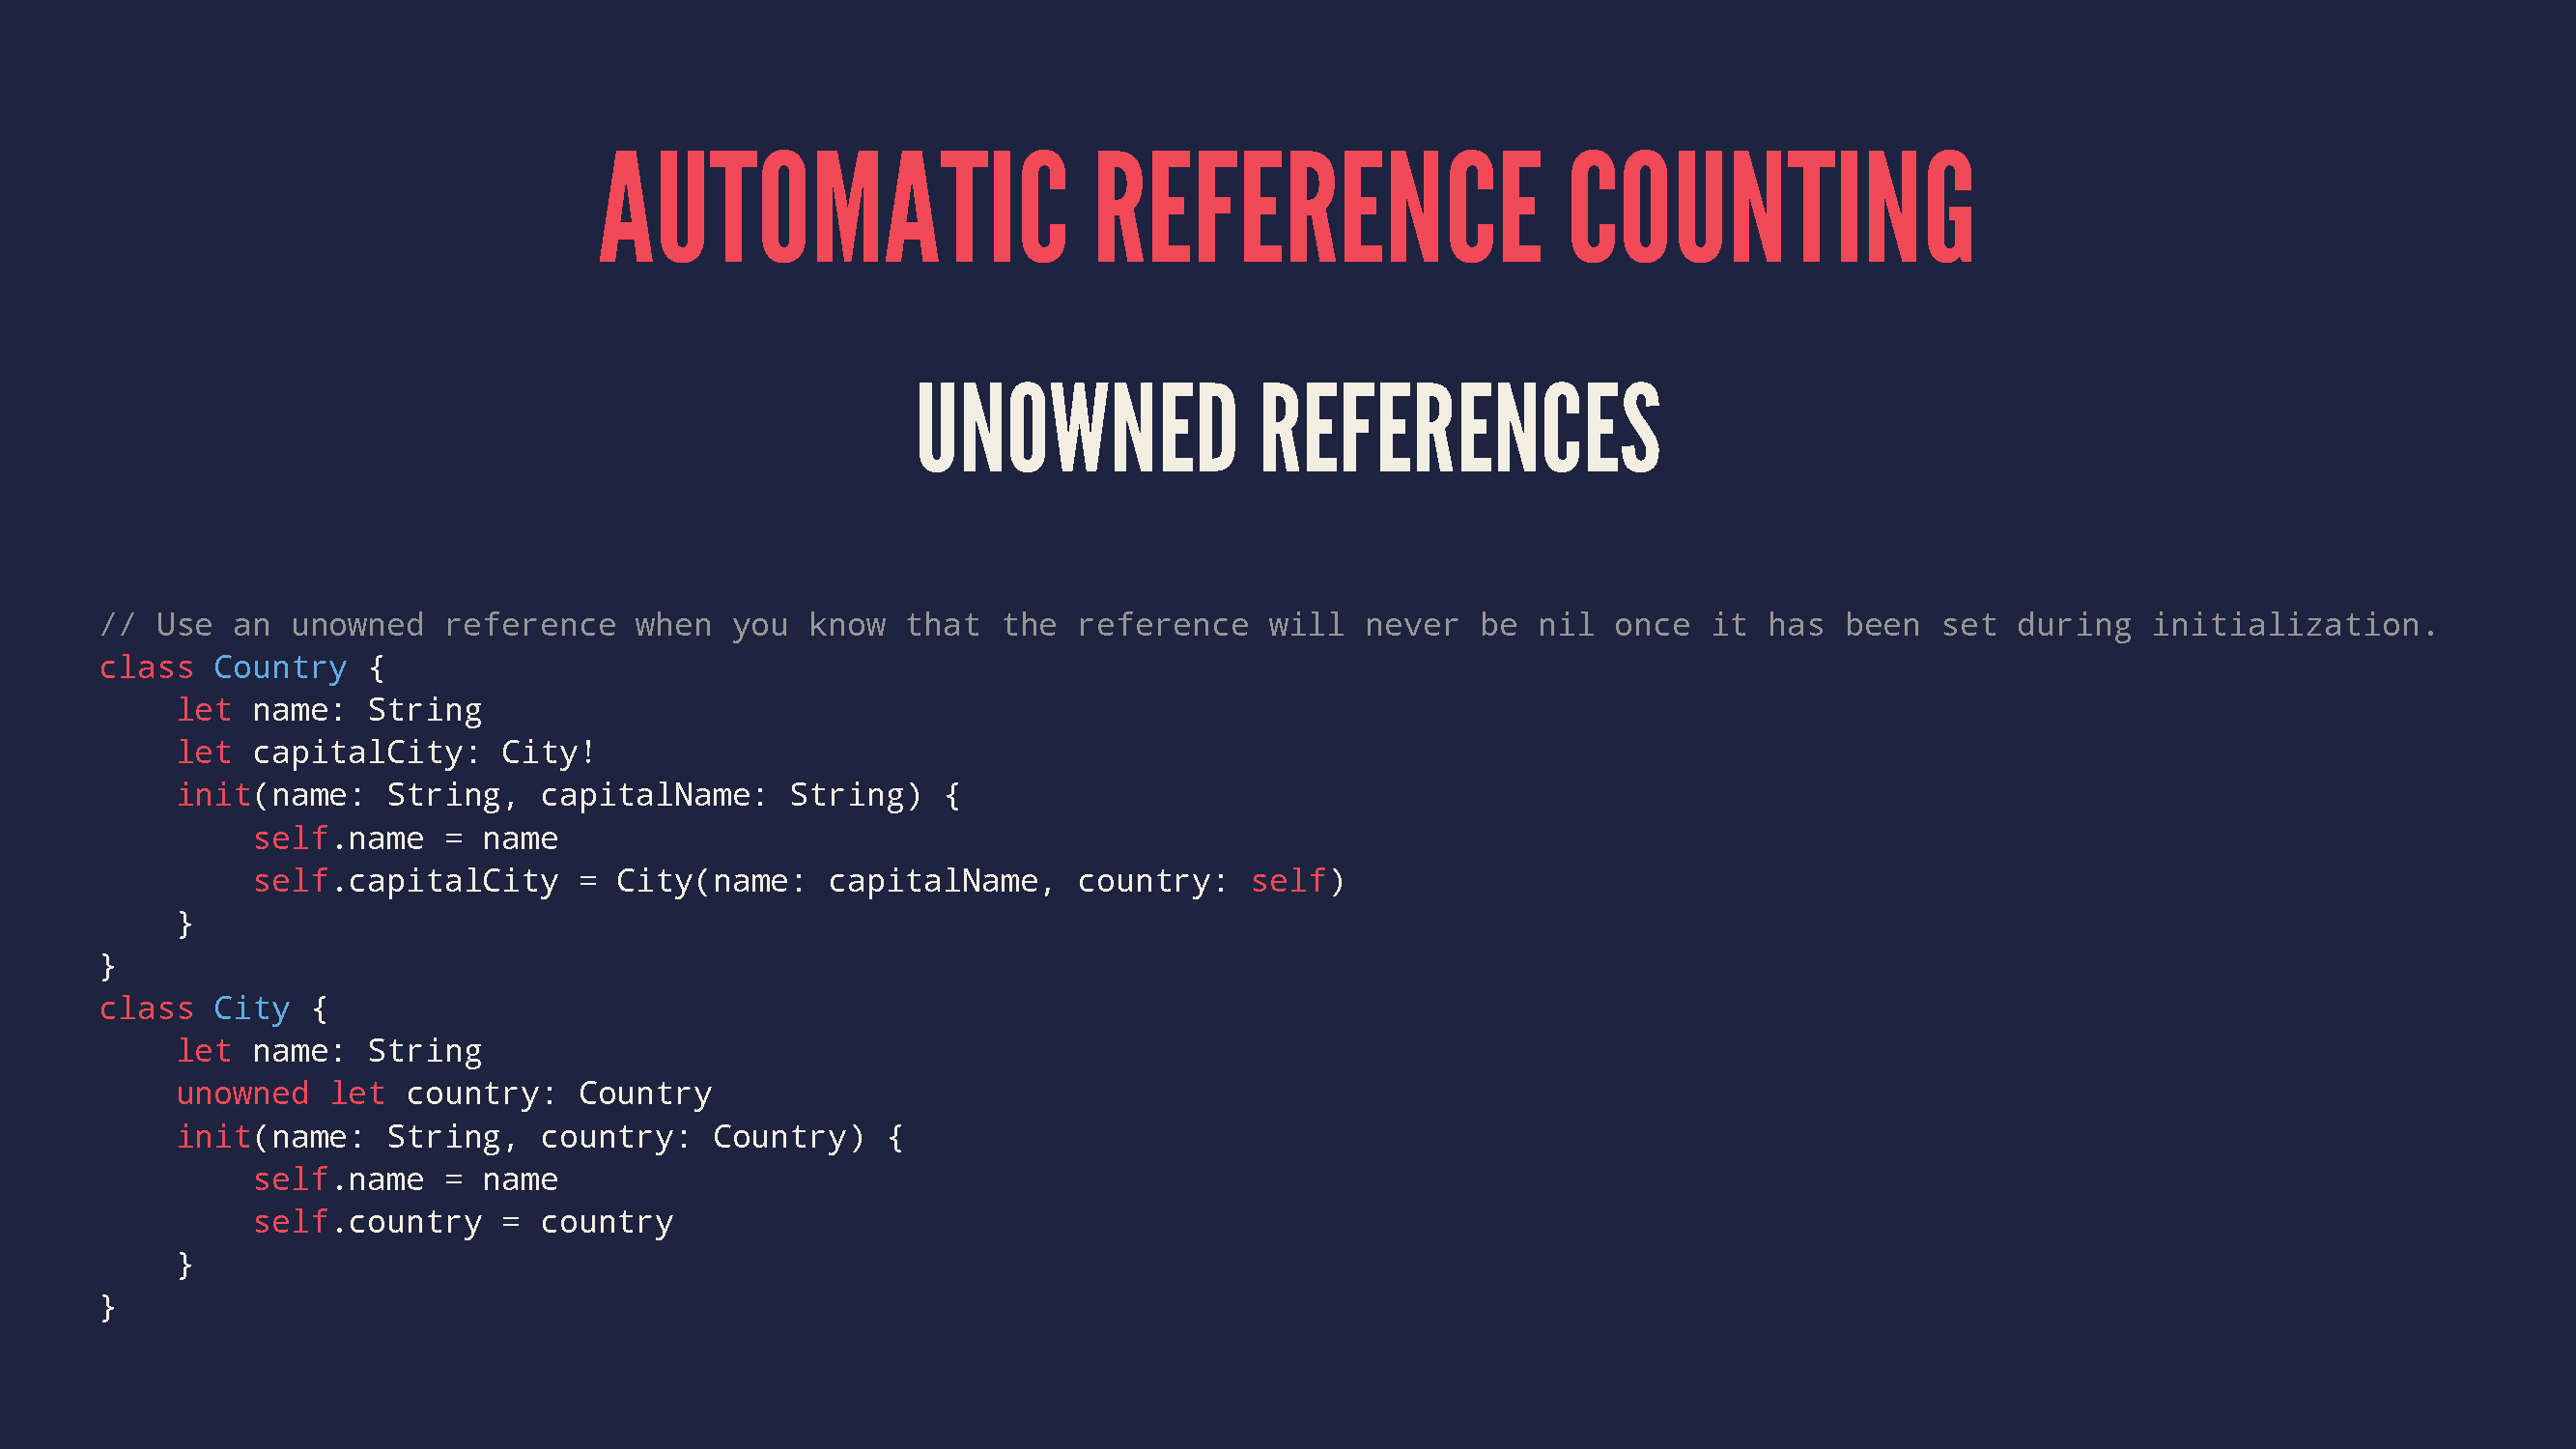 AUTOMATIC REFERENCE COUNTING
UNOWNED REFERENCES
// Use an unowned reference when you know that the reference will never be nil once it has been set during initialization.
class Country {
    let name: String
    let capitalCity: City!
    init(name: String, capitalName: String) {
        self.name = name
        self.capitalCity = City(name: capitalName, country: self)
    }
}
class City {
    let name: String
    unowned let country: Country
    init(name: String, country: Country) {
        self.name = name
        self.country = country
    }
}